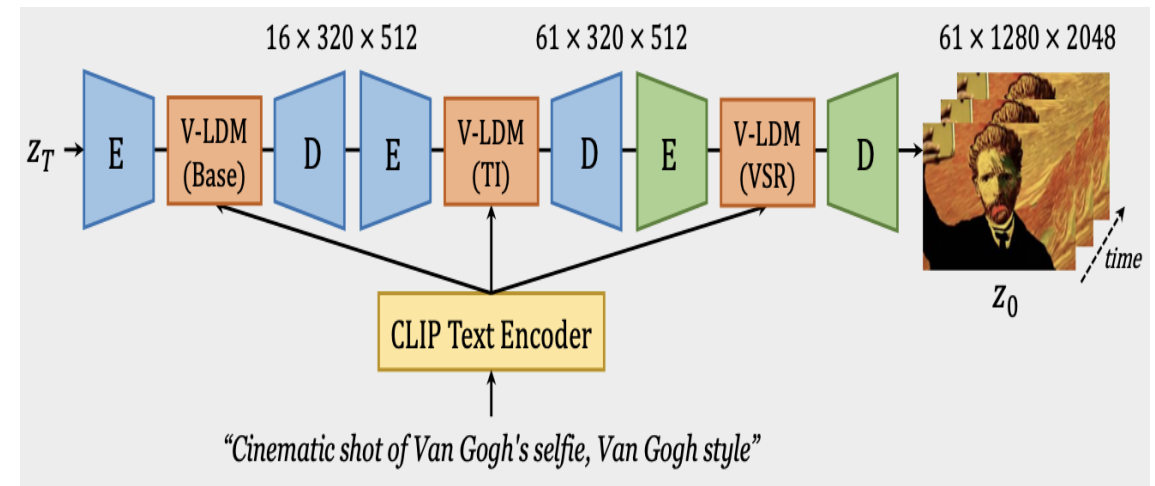 16 × 320 × 512
61 × 320 × 512
61 × 1280 × 2048
z_T
E
V-LDM
(Base)
D
E
V-LDM
(TI)
D
E
V-LDM
(VSR)
D
time
z_0
CLIP Text Encoder
“Cinematic shot of Van Gogh's selfie, Van Gogh style”